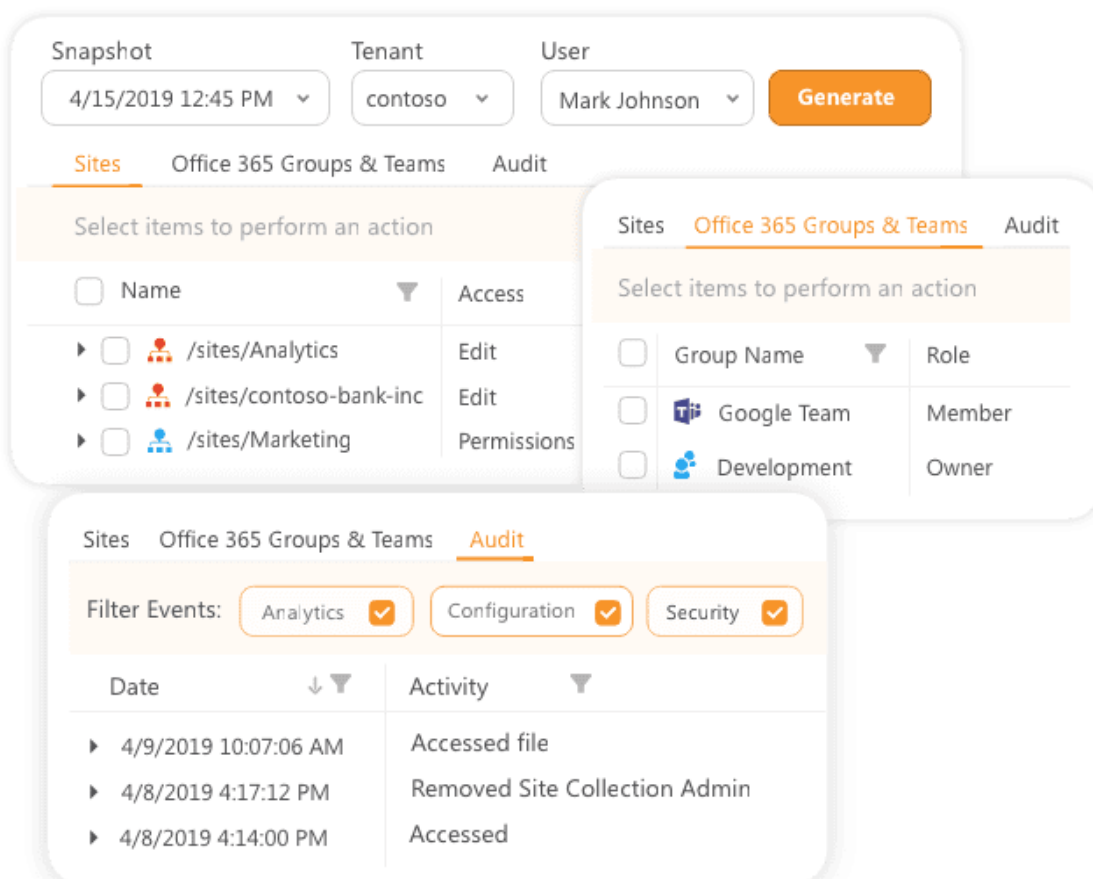 Snapshot Tenant User
4/15/2019 12:45 PM contoso Mark Johnson Generate
Sites Office 365 Groups & Teams Audit
Select items to perform an action
Name Access
/sites/Analytics Edit
/sites/contoso-bank-inc Edit
/sites/Marketing Permissions
Sites Office 365 Groups & Teams Audit
Select items to perform an action
Group Name Role
Google Team Member
Development Owner
Sites Office 365 Groups & Teams Audit
Filter Events: Analytics Configuration Security
Date Activity
4/9/2019 10:07:06 AM Accessed file
4/8/2019 4:17:12 PM Removed Site Collection Admin
4/8/2019 4:14:00 PM Accessed